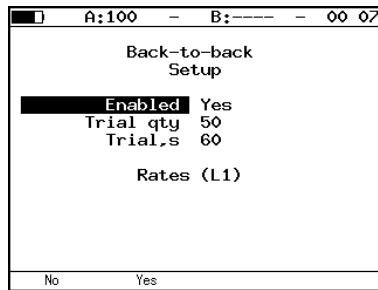 A:100 – B:---- – 00 07
Back-to-back
Setup
Enabled Yes
Trial qty 50
Trial,s 60
Rates (L1)
No Yes